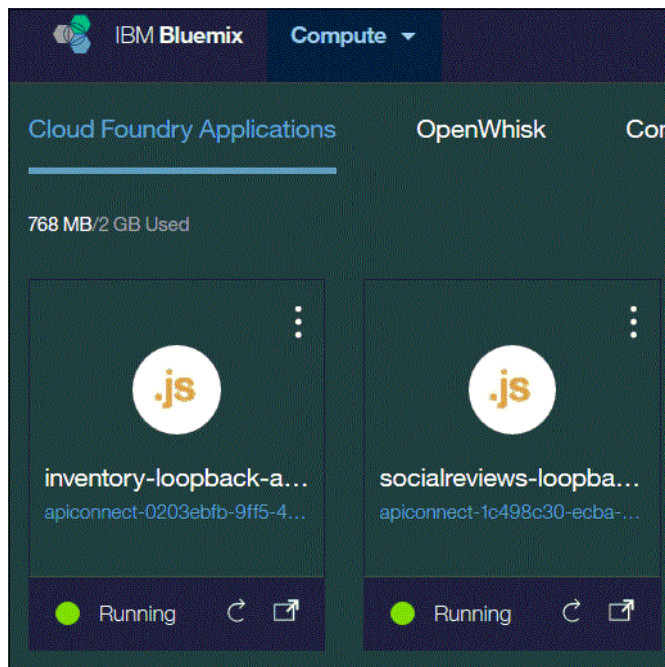 IBM Bluemix Compute
Cloud Foundry Applications OpenWhisk Con
768 MB/2 GB Used
.js
inventory-loopback-a...
apiconnect-0203ebfb-9ff5-4...
Running
.js
socialreviews-loopba...
apiconnect-1c498c30-ecba-...
Running